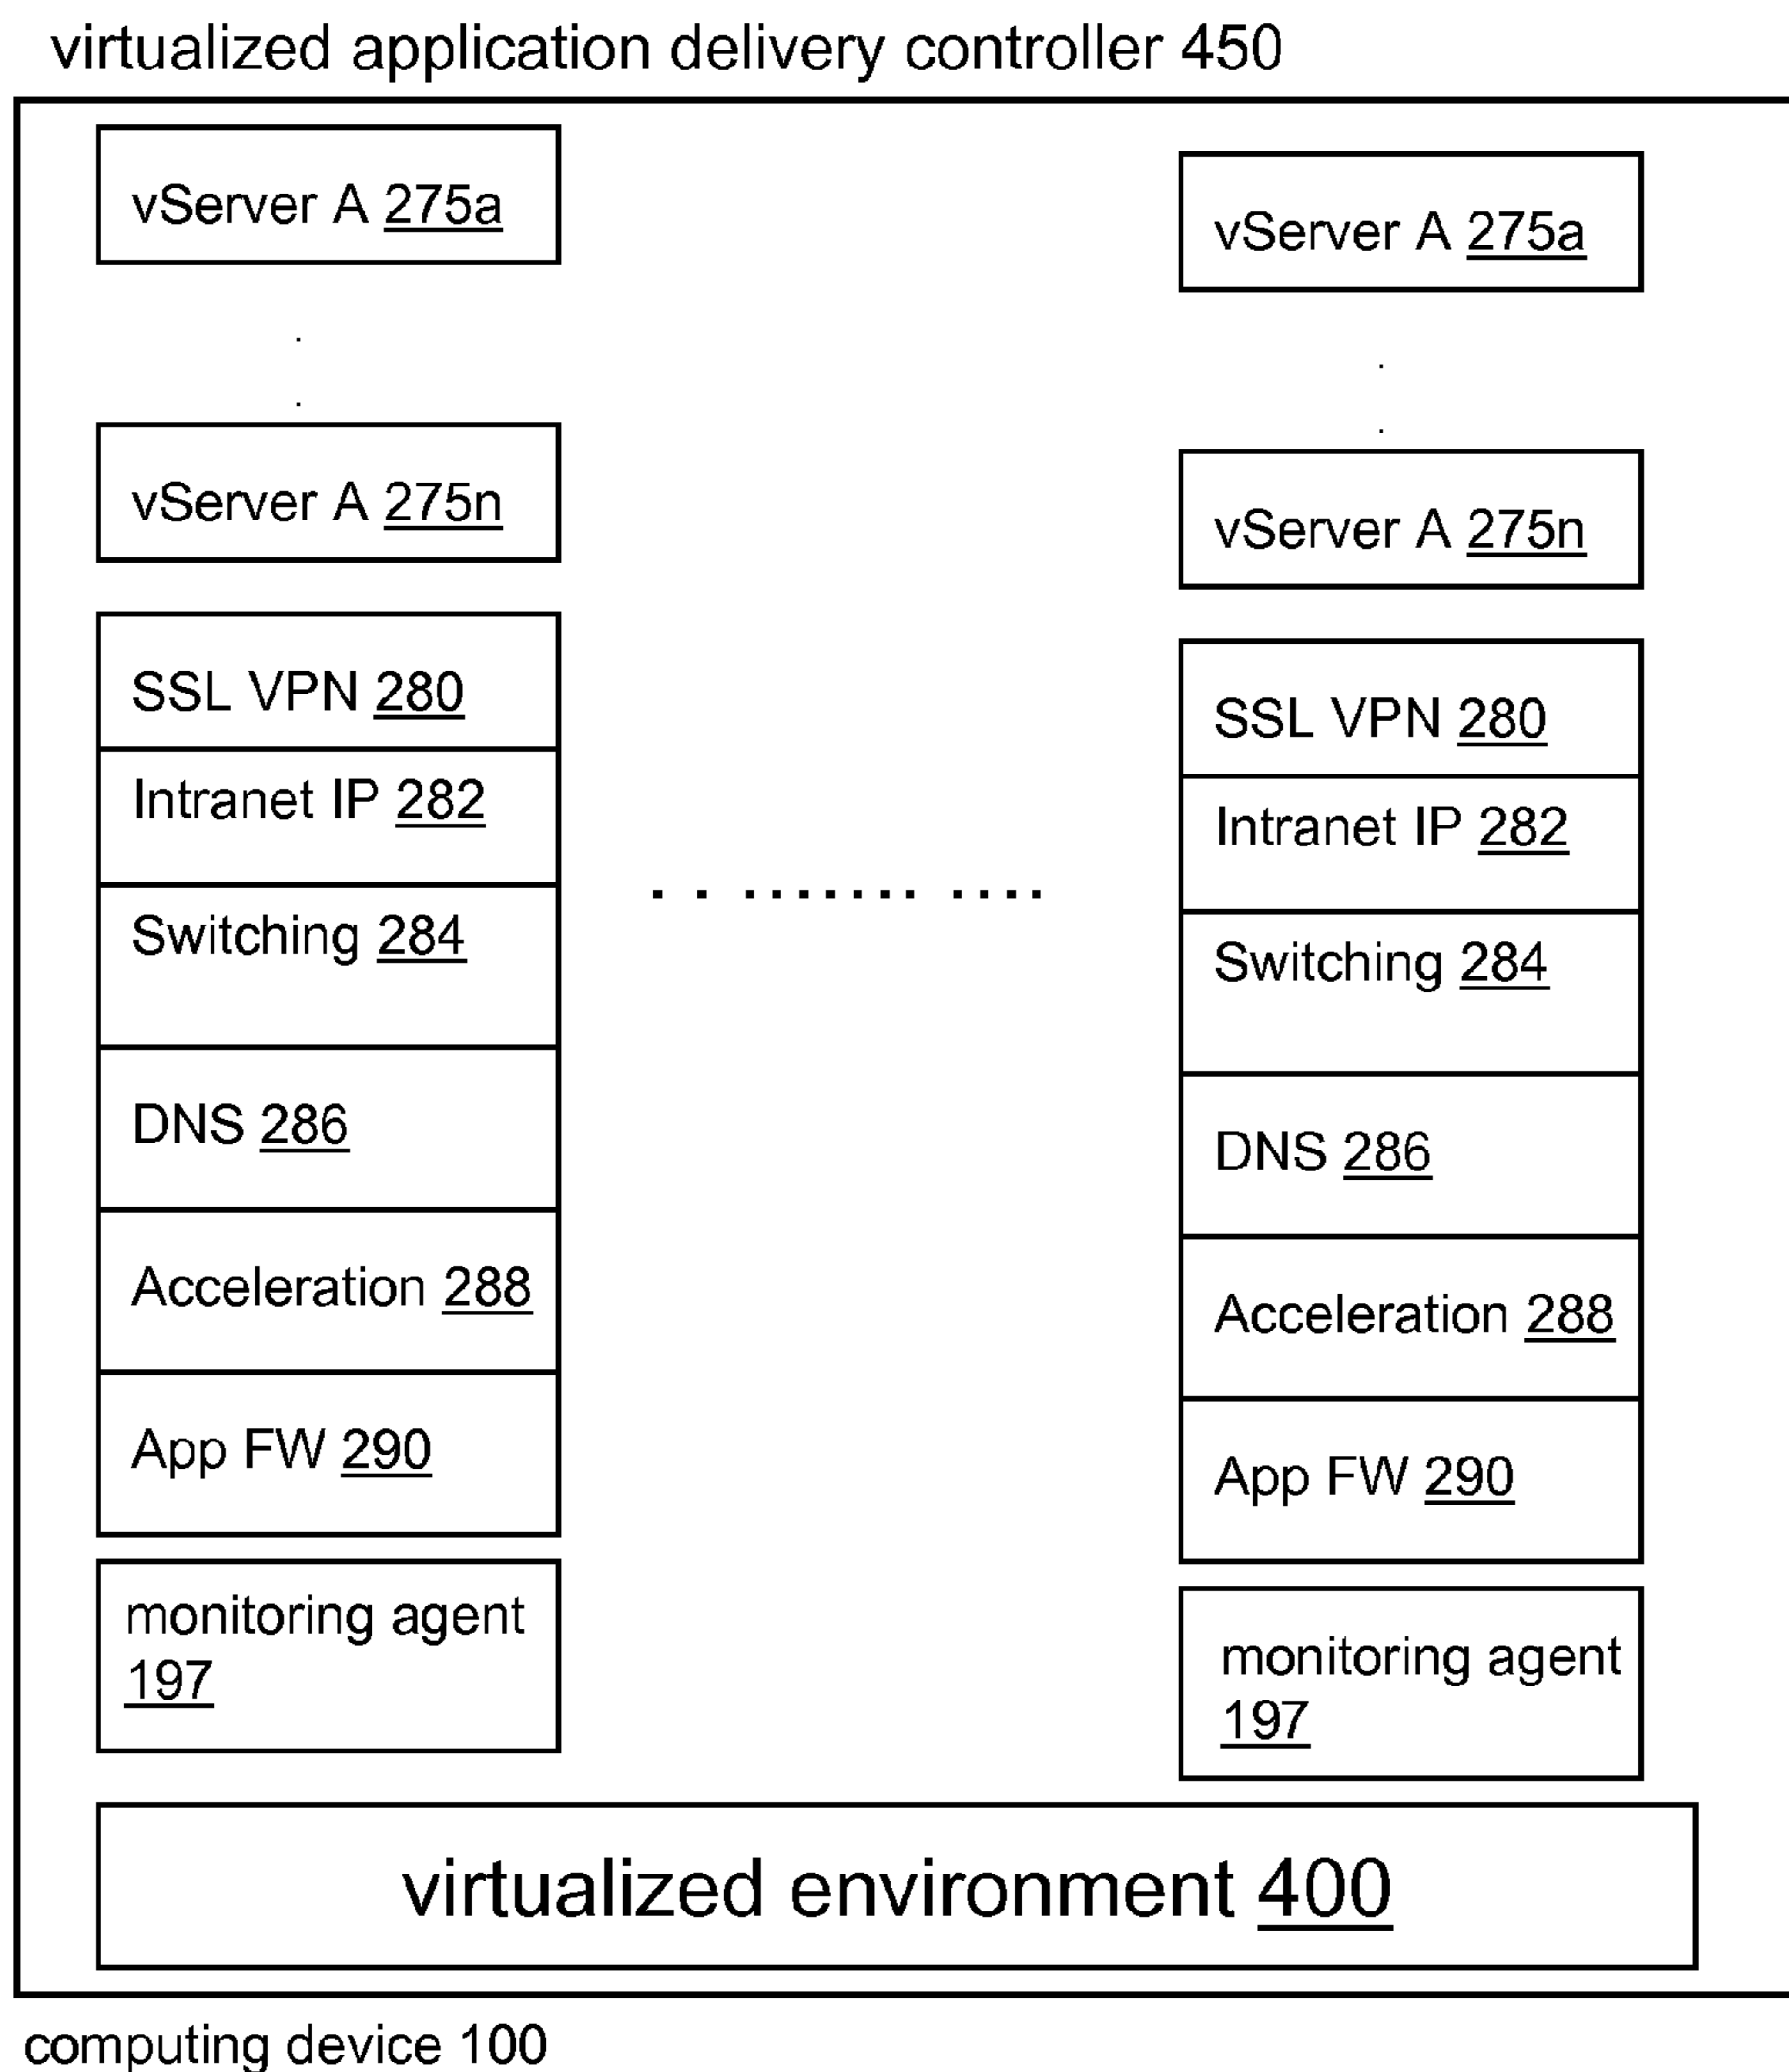 virtualized application delivery controller 450
vServer A 275a
.
.
vServer A 275n
SSL VPN 280
Intranet IP 282
Switching 284
DNS 286
Acceleration 288
App FW 290
monitoring agent
197
. . ....... ....
vServer A 275a
.
.
vServer A 275n
SSL VPN 280
Intranet IP 282
Switching 284
DNS 286
Acceleration 288
App FW 290
monitoring agent
197
virtualized environment 400
computing device 100